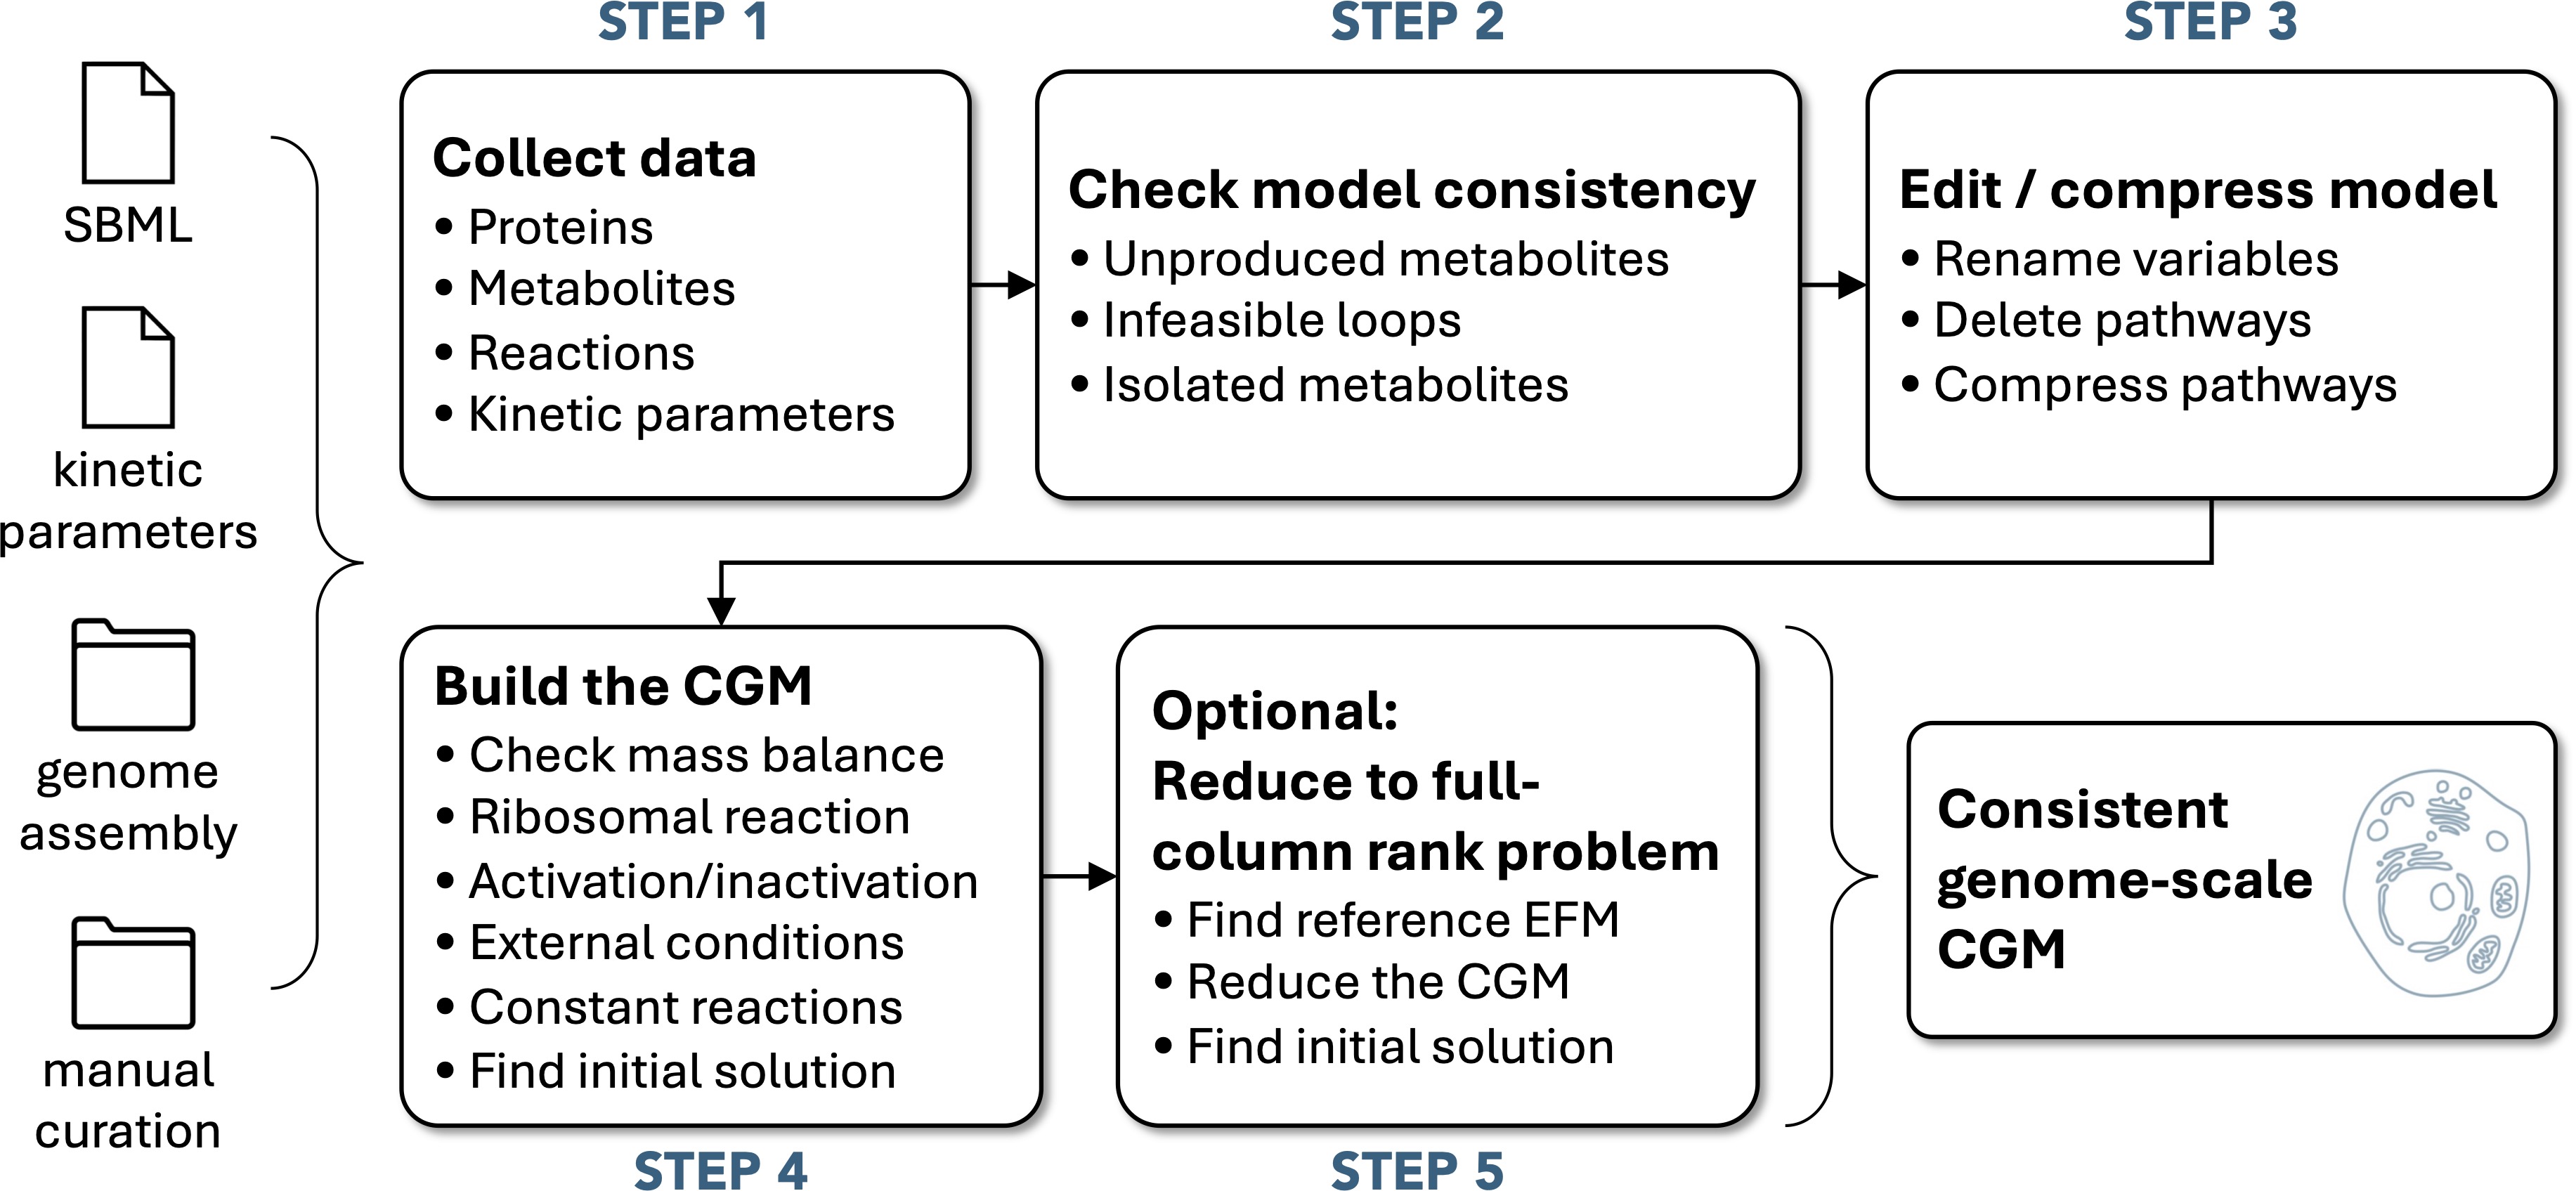 SBML
kinetic
parameters
genome
assembly
manual
curation
STEP 1
Collect data
• Proteins
• Metabolites
• Reactions
• Kinetic parameters
STEP 2
Check model consistency
• Unproduced metabolites
• Infeasible loops
• Isolated metabolites
STEP 3
Edit / compress model
• Rename variables
• Delete pathways
• Compress pathways
Build the CGM
• Check mass balance
• Ribosomal reaction
• Activation/inactivation
• External conditions
• Constant reactions
• Find initial solution
STEP 4
Optional:
Reduce to full-
column rank problem
• Find reference EFM
• Reduce the CGM
• Find initial solution
STEP 5
Consistent
genome-scale
CGM